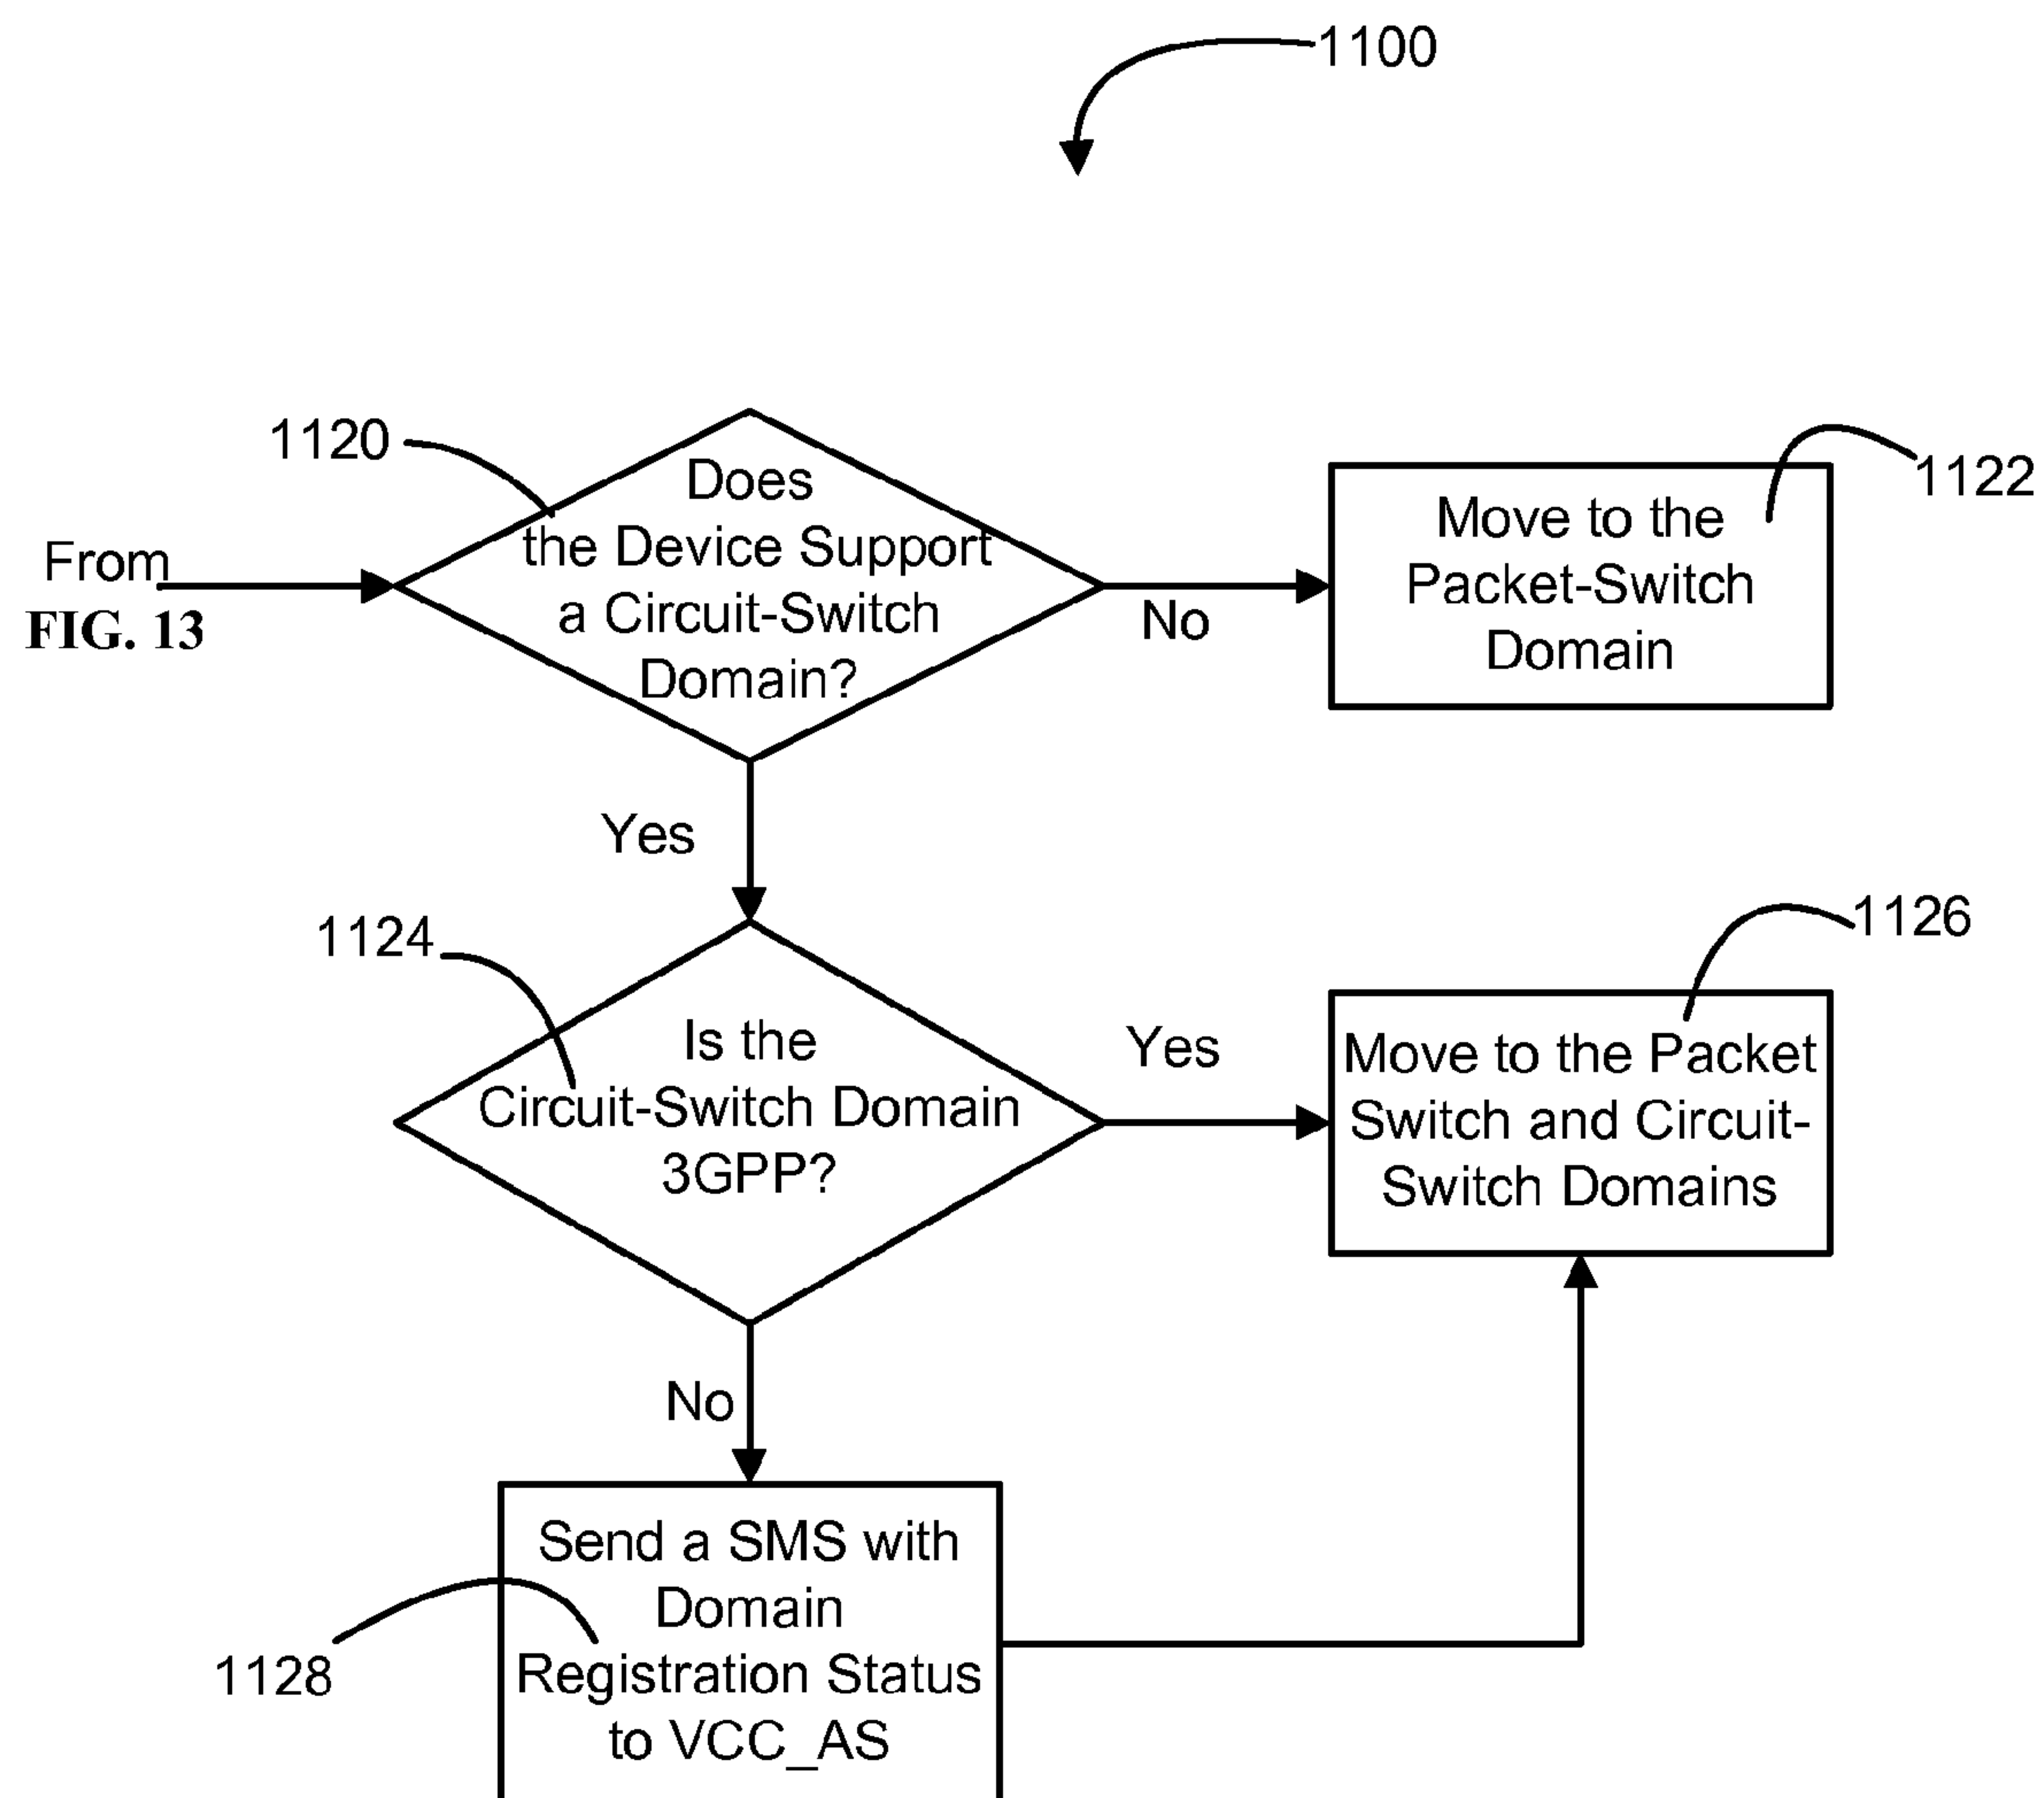 1100
1120
Does
the Device Support
a Circuit-Switch
Domain?
From
FIG. 13
No
1122
Move to the
Packet-Switch
Domain
Yes
1124
Is the
Circuit-Switch Domain
3GPP?
Yes
1126
Move to the Packet
Switch and Circuit-
Switch Domains
No
Send a SMS with
Domain
Registration Status
to VCC_AS
1128